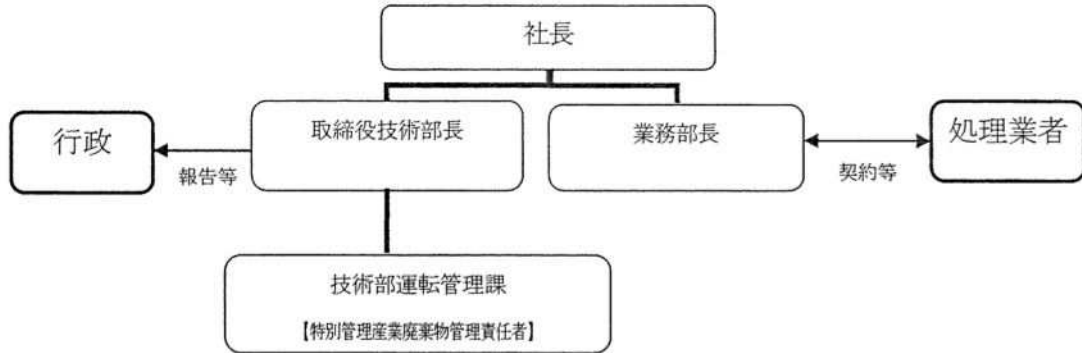 社長
行政
取締役技術部長
業務部長
処理業者
報告等
契約等
技術部運転管理課
【特別管理産業廃棄物管理責任者】